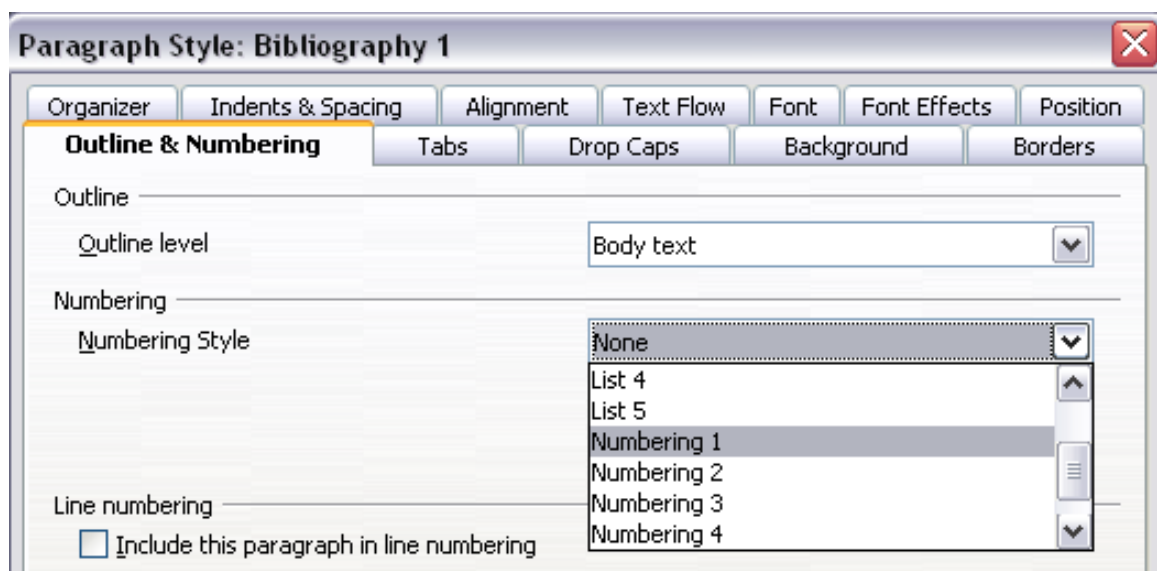 Paragraph Style: Bibliography 1
Organizer Indents & Spacing Alignment Text Flow Font Font Effects Position
Outline & Numbering Tabs Drop Caps Background Borders
Outline
Outline level Body text
Numbering
Numbering Style None
List 4
List 5
Numbering 1
Numbering 2
Numbering 3
Line numbering
Numbering 4
Include this paragraph in line numbering